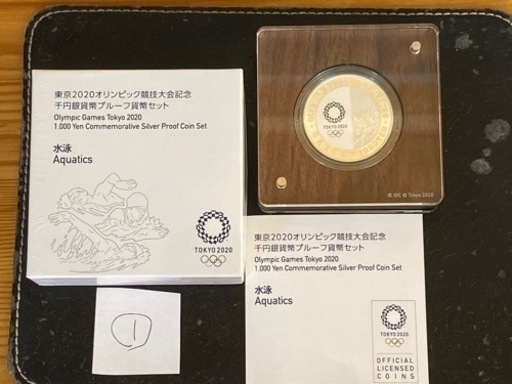 東京2020オリンピック競技大会記念
千円銀貨幣プルーフ貨幣セット
Olympic Games Tokyo 2020
1,000 Yen Commemorative Silver Proof Coin Set
水泳
Aquatics
TOKYO 2020
①
TOKYO 2020
© IOC ® Tokyo 2020
東京2020オリンピック競技大会記念
千円銀貨幣プルーフ貨幣セット
Olympic Games Tokyo 2020
1,000 Yen Commemorative Silver Proof Coin Set
水泳
Aquatics
TOKYO 2020
OFFICIAL
LICENSED
COINS